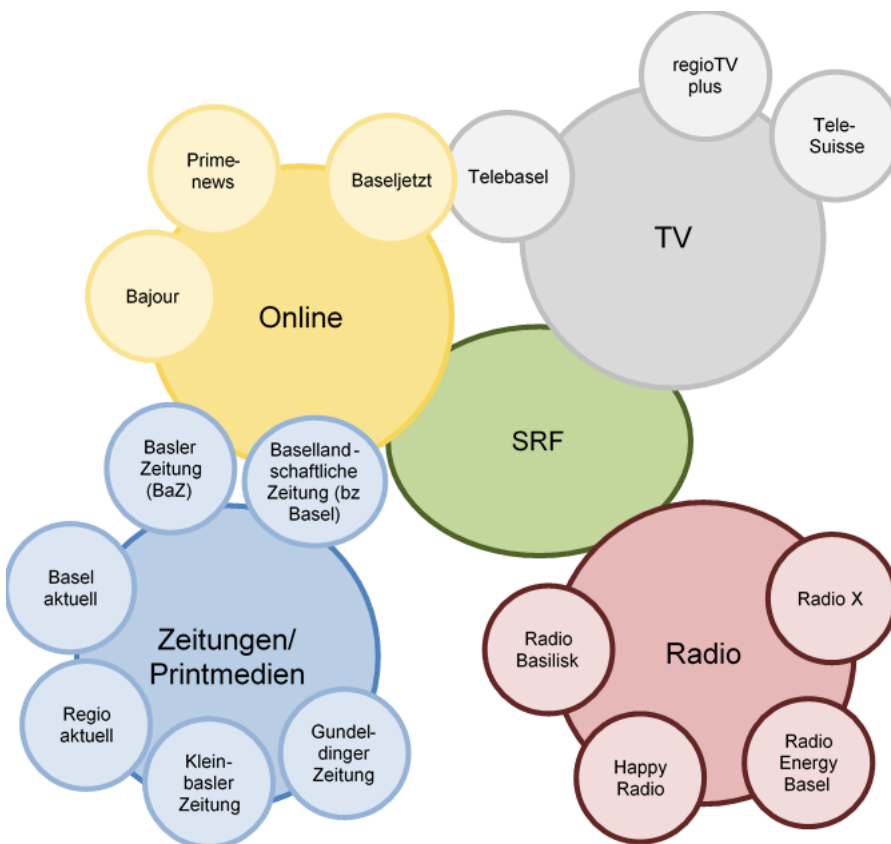 regioTV
plus
Tele-
Suisse
Prime-
news
Baseljetzt
Telebasel
TV
Bajour
Online
SRF
Basler
Zeitung
(BaZ)
Baselland-
schaftliche
Zeitung (bz
Basel)
Basel
aktuell
Zeitungen/
Printmedien
Regio
aktuell
Klein-
basler
Zeitung
Gundel-
dinger
Zeitung
Radio X
Radio
Basilisk
Radio
Happy
Radio
Radio
Energy
Basel